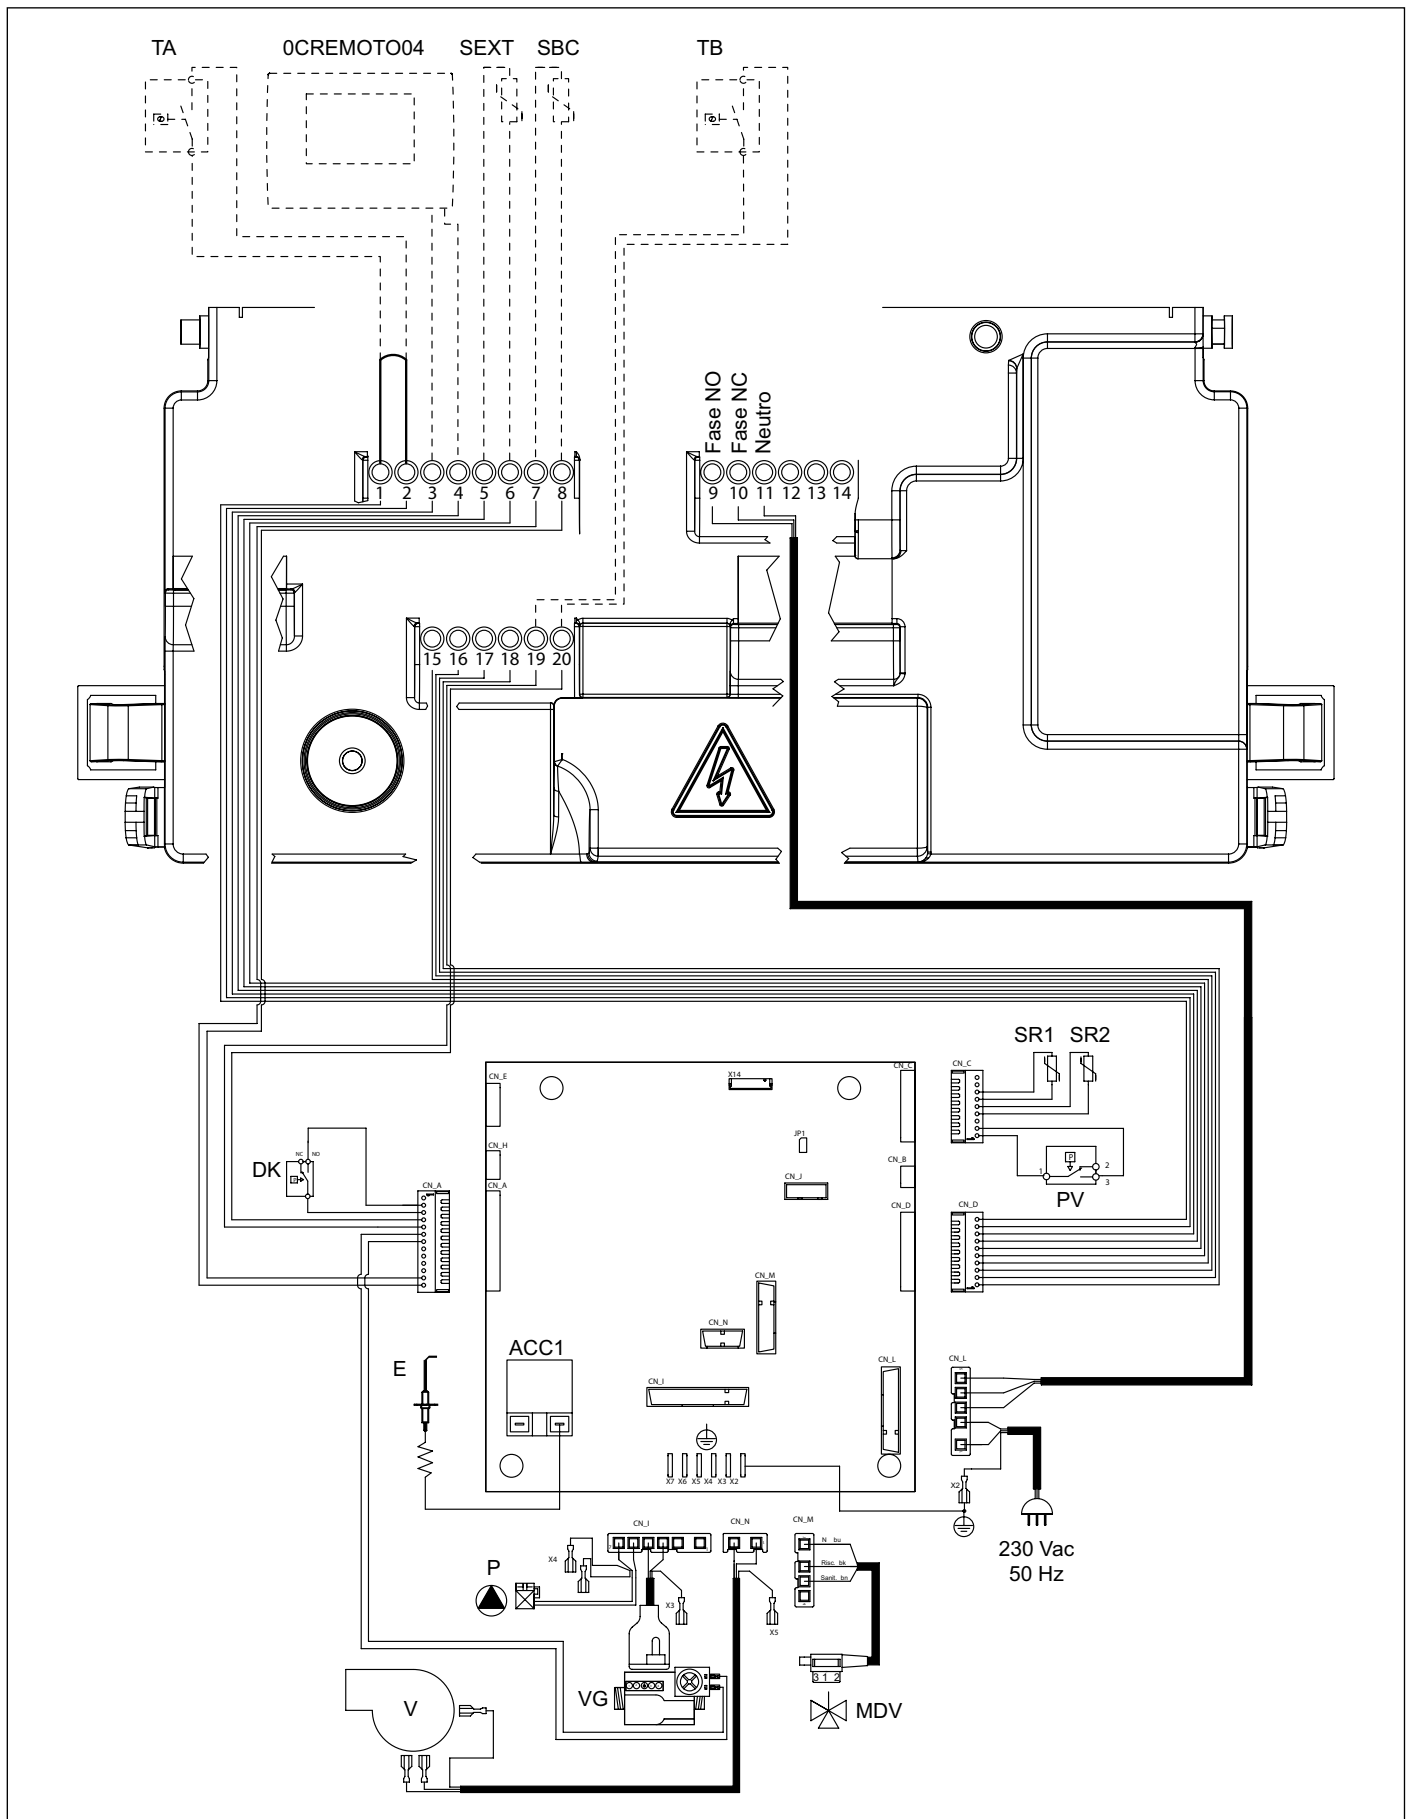 TA 0CREMOTO04 SEXT SBC TB
Fase NO
Fase NC
Neutro
1 2 3 4 5 6 7 8
9 10 11 12 13 14
15 16 17 18 19 20
SR1 SR2
CN_E
X14
CN_C
CN_C
JP1
CN_H
CN_B
DK
NC NO
P
CN_A
CN_A
CN_J
CN_D
CN_D
P
1
2
3
PV
CN_M
CN_N
ACC1
E
CN_I
CN_L
CN_L
X7 X6 X5 X4 X3 X2
X2
230 Vac
50 Hz
CN_I
CN_N
CN_M
N bu
Risc. bk
Sanit. bn
X4
P
X3
X5
3 1 2
VG
MDV
V